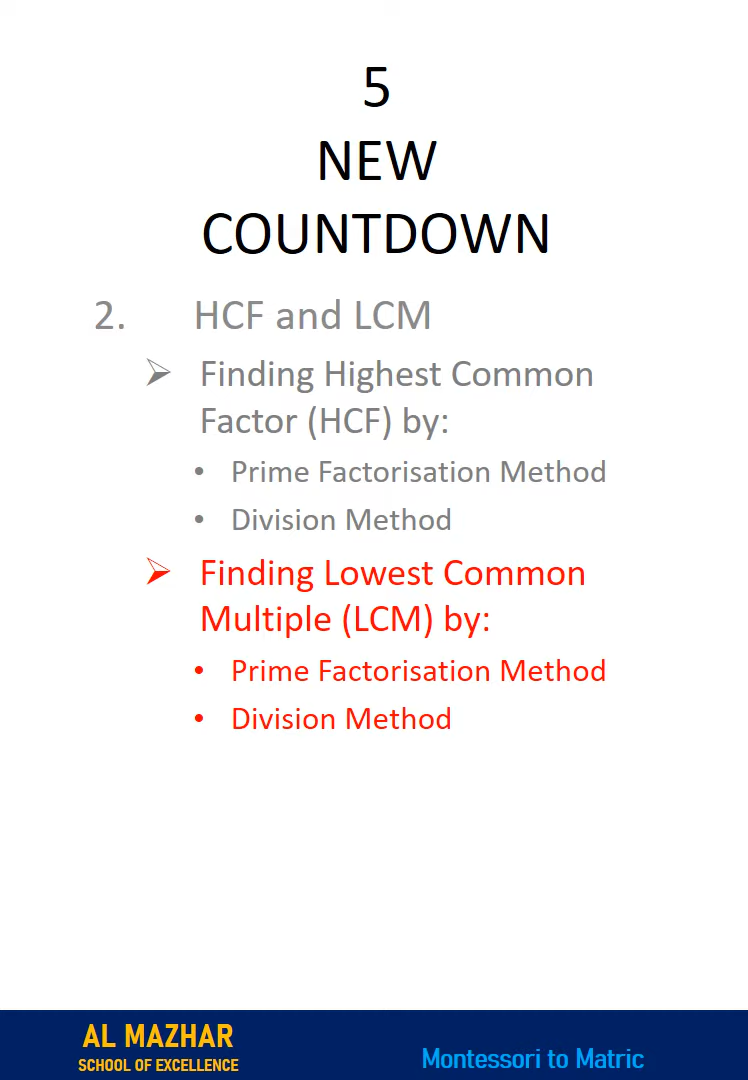 5
NEW
COUNTDOWN
2. HCF and LCM
➢ Finding Highest Common
Factor (HCF) by:
• Prime Factorisation Method
• Division Method
➢ Finding Lowest Common
Multiple (LCM) by:
• Prime Factorisation Method
• Division Method
AL MAZHAR
SCHOOL OF EXCELLENCE
Montessori to Matric